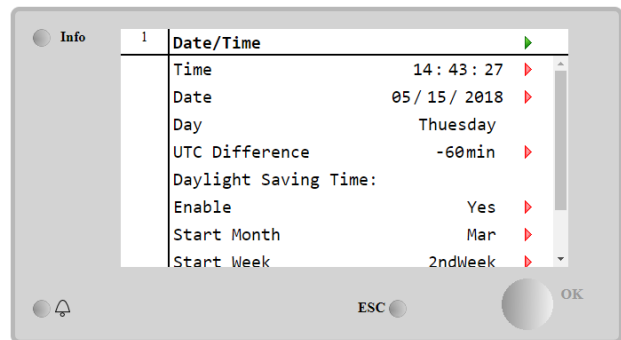 Info
1 Date/Time
Time 14:43:27
Date 05/15/2018
Day Thuesday
UTC Difference -60min
Daylight Saving Time:
Enable Yes
Start Month Mar
Start Week 2ndWeek
ESC
OK